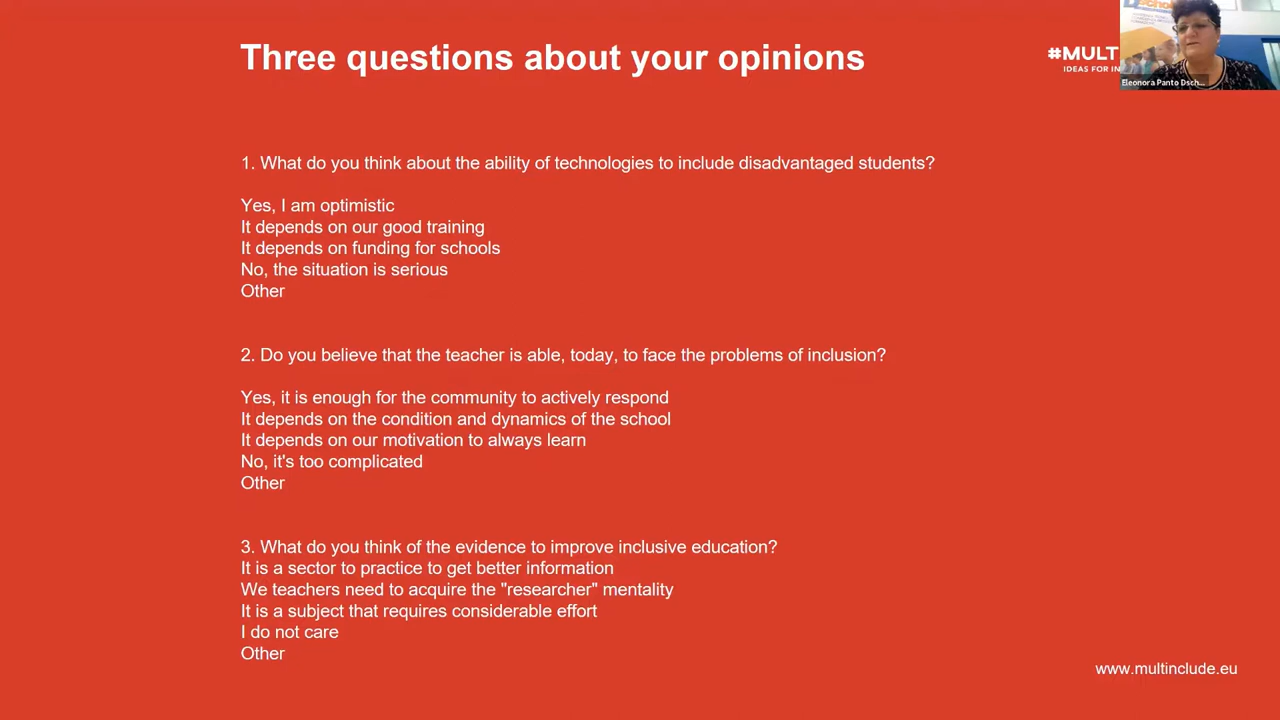 Three questions about your opinions
#MULT
IDEAS FOR IN
Eleonora Panto Dsch...
1. What do you think about the ability of technologies to include disadvantaged students?
Yes, I am optimistic
It depends on our good training
It depends on funding for schools
No, the situation is serious
Other
2. Do you believe that the teacher is able, today, to face the problems of inclusion?
Yes, it is enough for the community to actively respond
It depends on the condition and dynamics of the school
It depends on our motivation to always learn
No, it's too complicated
Other
3. What do you think of the evidence to improve inclusive education?
It is a sector to practice to get better information
We teachers need to acquire the "researcher" mentality
It is a subject that requires considerable effort
I do not care
Other
www.multinclude.eu